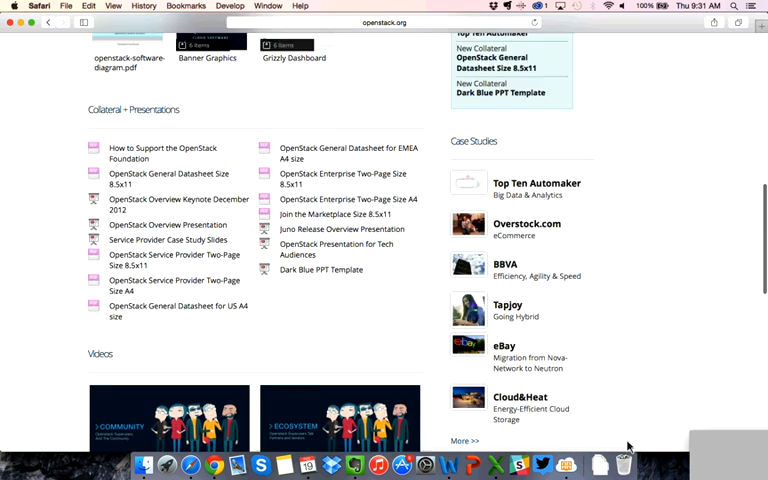 Safari File Edit View History Bookmarks Develop Window Help
1
100%
Thu 9:31 AM
openstack.org
openstack-software-
diagram.pdf
6 items
Banner Graphics
6 items
Grizzly Dashboard
Top Ten Automaker
New Collateral
OpenStack General
Datasheet Size 8.5x11
New Collateral
Dark Blue PPT Template
Collateral + Presentations
How to Support the OpenStack
Foundation
OpenStack General Datasheet Size
8.5x11
OpenStack Overview Keynote December
2012
OpenStack Overview Presentation
Service Provider Case Study Slides
OpenStack Service Provider Two-Page
Size 8.5x11
OpenStack Service Provider Two-Page
Size A4
OpenStack General Datasheet for US A4
size
OpenStack General Datasheet for EMEA
A4 size
OpenStack Enterprise Two-Page Size
8.5x11
OpenStack Enterprise Two-Page Size A4
Join the Marketplace Size 8.5x11
Juno Release Overview Presentation
OpenStack Presentation for Tech
Audiences
Dark Blue PPT Template
Case Studies
Top Ten Automaker
Big Data & Analytics
Overstock.com
eCommerce
BBVA
Efficiency, Agility & Speed
Tapjoy
Going Hybrid
eBay
Migration from Nova-
Network to Neutron
Cloud&Heat
Energy-Efficient Cloud
Storage
More >>
Videos
COMMUNITY
ECOSYSTEM
19